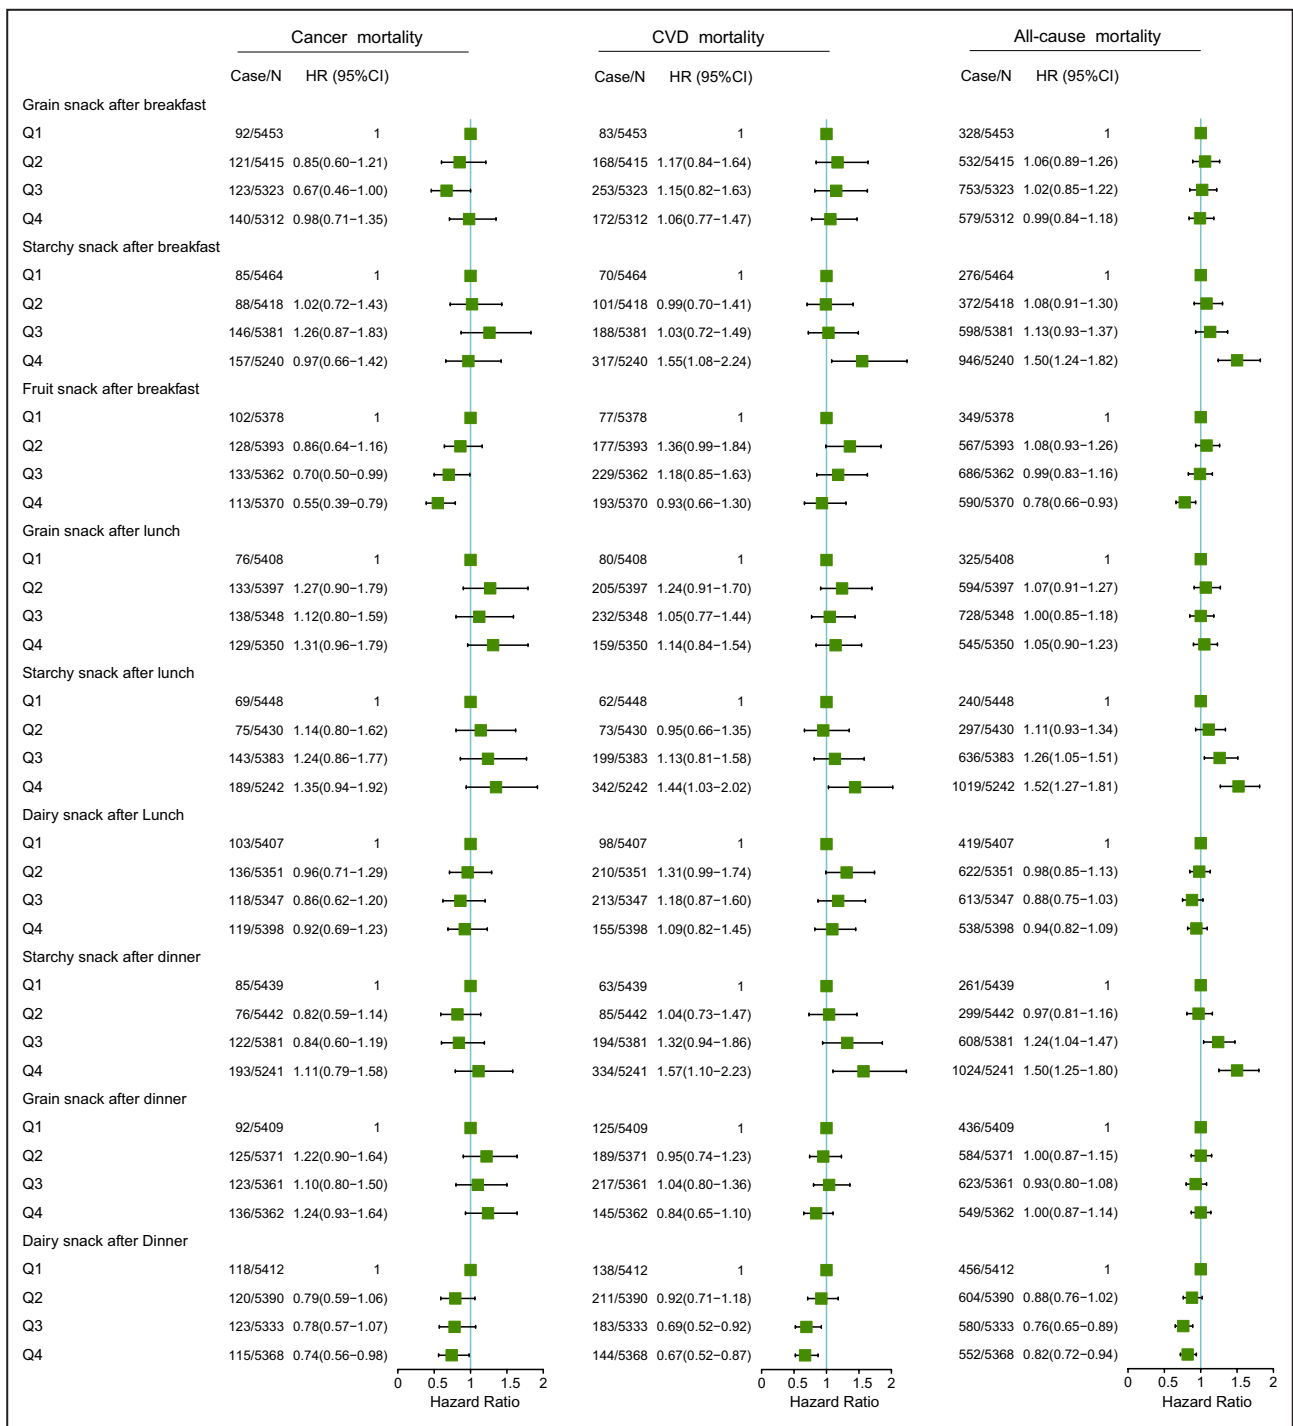 Cancer mortality CVD mortality All-cause mortality
Case/N HR (95%CI) Case/N HR (95%CI) Case/N HR (95%CI)
Grain snack after breakfast
Q1 92/5453 1 83/5453 1 328/5453 1
Q2 121/5415 0.85(0.60−1.21) 168/5415 1.17(0.84−1.64) 532/5415 1.06(0.89−1.26)
Q3 123/5323 0.67(0.46−1.00) 253/5323 1.15(0.82−1.63) 753/5323 1.02(0.85−1.22)
Q4 140/5312 0.98(0.71−1.35) 172/5312 1.06(0.77−1.47) 579/5312 0.99(0.84−1.18)
Starchy snack after breakfast
Q1 85/5464 1 70/5464 1 276/5464 1
Q2 88/5418 1.02(0.72−1.43) 101/5418 0.99(0.70−1.41) 372/5418 1.08(0.91−1.30)
Q3 146/5381 1.26(0.87−1.83) 188/5381 1.03(0.72−1.49) 598/5381 1.13(0.93−1.37)
Q4 157/5240 0.97(0.66−1.42) 317/5240 1.55(1.08−2.24) 946/5240 1.50(1.24−1.82)
Fruit snack after breakfast
Q1 102/5378 1 77/5378 1 349/5378 1
Q2 128/5393 0.86(0.64−1.16) 177/5393 1.36(0.99−1.84) 567/5393 1.08(0.93−1.26)
Q3 133/5362 0.70(0.50−0.99) 229/5362 1.18(0.85−1.63) 686/5362 0.99(0.83−1.16)
Q4 113/5370 0.55(0.39−0.79) 193/5370 0.93(0.66−1.30) 590/5370 0.78(0.66−0.93)
Grain snack after lunch
Q1 76/5408 1 80/5408 1 325/5408 1
Q2 133/5397 1.27(0.90−1.79) 205/5397 1.24(0.91−1.70) 594/5397 1.07(0.91−1.27)
Q3 138/5348 1.12(0.80−1.59) 232/5348 1.05(0.77−1.44) 728/5348 1.00(0.85−1.18)
Q4 129/5350 1.31(0.96−1.79) 159/5350 1.14(0.84−1.54) 545/5350 1.05(0.90−1.23)
Starchy snack after lunch
Q1 69/5448 1 62/5448 1 240/5448 1
Q2 75/5430 1.14(0.80−1.62) 73/5430 0.95(0.66−1.35) 297/5430 1.11(0.93−1.34)
Q3 143/5383 1.24(0.86−1.77) 199/5383 1.13(0.81−1.58) 636/5383 1.26(1.05−1.51)
Q4 189/5242 1.35(0.94−1.92) 342/5242 1.44(1.03−2.02) 1019/5242 1.52(1.27−1.81)
Dairy snack after Lunch
Q1 103/5407 1 98/5407 1 419/5407 1
Q2 136/5351 0.96(0.71−1.29) 210/5351 1.31(0.99−1.74) 622/5351 0.98(0.85−1.13)
Q3 118/5347 0.86(0.62−1.20) 213/5347 1.18(0.87−1.60) 613/5347 0.88(0.75−1.03)
Q4 119/5398 0.92(0.69−1.23) 155/5398 1.09(0.82−1.45) 538/5398 0.94(0.82−1.09)
Starchy snack after dinner
Q1 85/5439 1 63/5439 1 261/5439 1
Q2 76/5442 0.82(0.59−1.14) 85/5442 1.04(0.73−1.47) 299/5442 0.97(0.81−1.16)
Q3 122/5381 0.84(0.60−1.19) 194/5381 1.32(0.94−1.86) 608/5381 1.24(1.04−1.47)
Q4 193/5241 1.11(0.79−1.58) 334/5241 1.57(1.10−2.23) 1024/5241 1.50(1.25−1.80)
Grain snack after dinner
Q1 92/5409 1 125/5409 1 436/5409 1
Q2 125/5371 1.22(0.90−1.64) 189/5371 0.95(0.74−1.23) 584/5371 1.00(0.87−1.15)
Q3 123/5361 1.10(0.80−1.50) 217/5361 1.04(0.80−1.36) 623/5361 0.93(0.80−1.08)
Q4 136/5362 1.24(0.93−1.64) 145/5362 0.84(0.65−1.10) 549/5362 1.00(0.87−1.14)
Dairy snack after Dinner
Q1 118/5412 1 138/5412 1 456/5412 1
Q2 120/5390 0.79(0.59−1.06) 211/5390 0.92(0.71−1.18) 604/5390 0.88(0.76−1.02)
Q3 123/5333 0.78(0.57−1.07) 183/5333 0.69(0.52−0.92) 580/5333 0.76(0.65−0.89)
Q4 115/5368 0.74(0.56−0.98) 144/5368 0.67(0.52−0.87) 552/5368 0.82(0.72−0.94)
0 0.5 1 1.5 2 0 0.5 1 1.5 2 0 0.5 1 1.5 2
Hazard Ratio Hazard Ratio Hazard Ratio